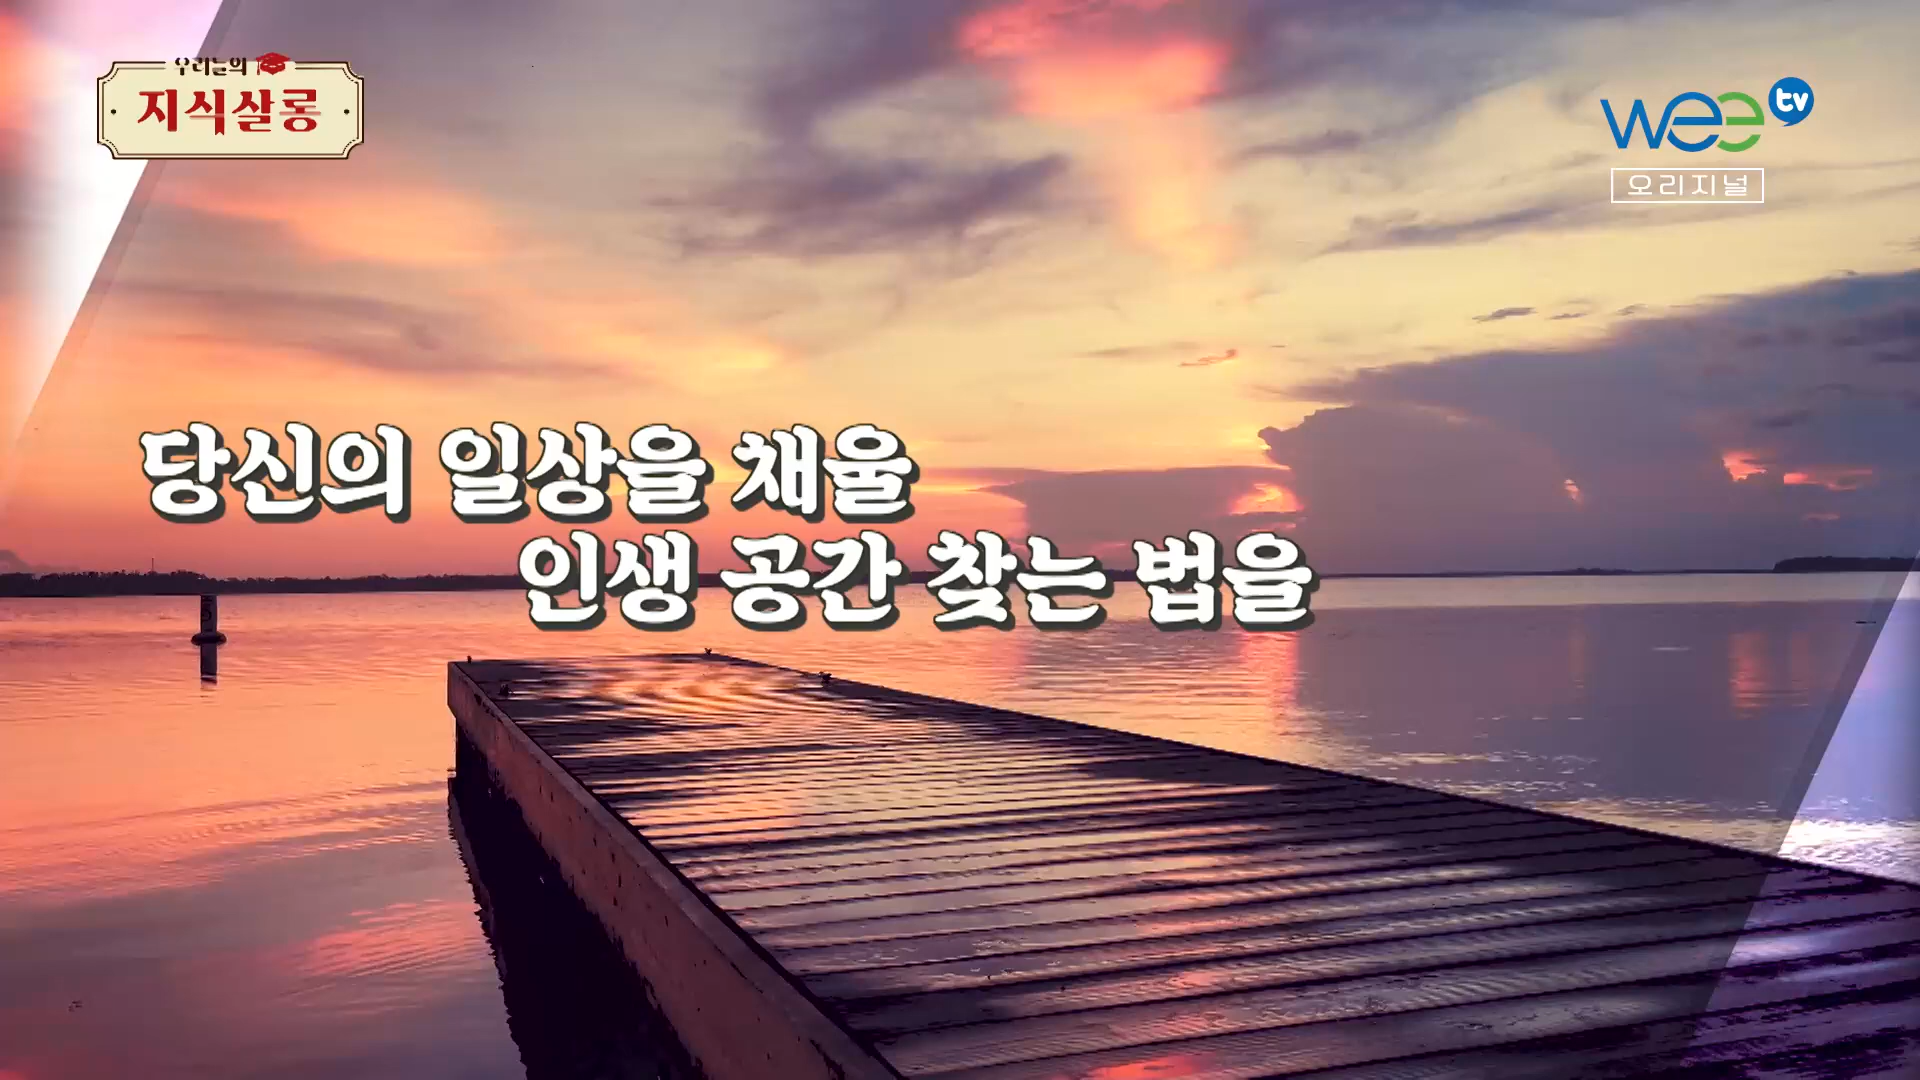 우리들의
지식살롱
wee tv
오리지널
당신의 일상을 채울
인생 공간 찾는 법을